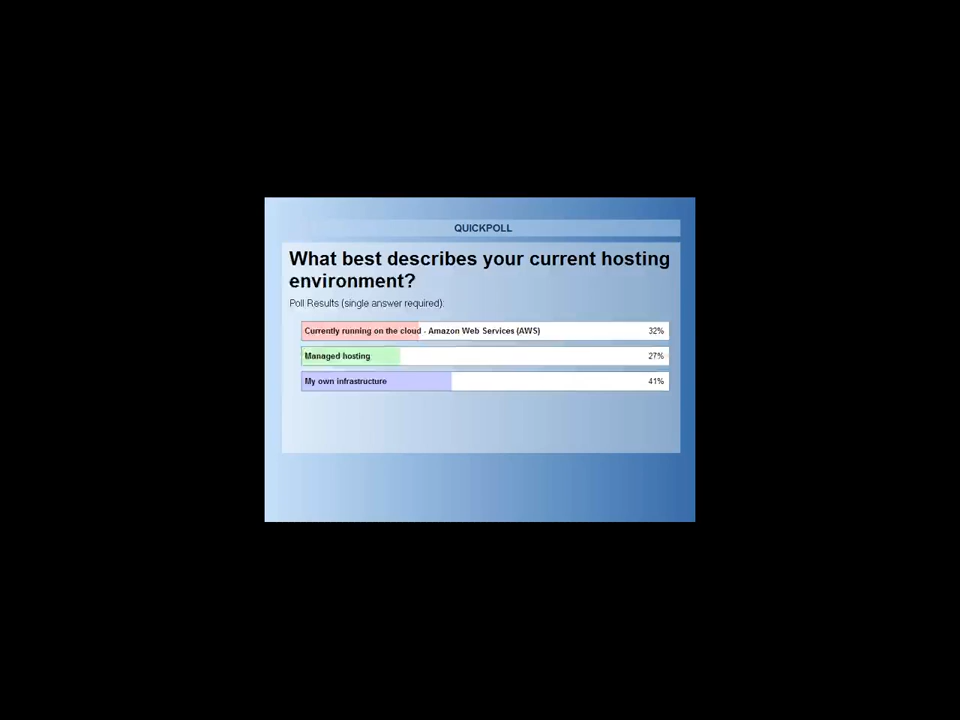 QUICKPOLL
What best describes your current hosting
environment?
Poll Results (single answer required):
Currently running on the cloud - Amazon Web Services (AWS) 32%
Managed hosting 27%
My own infrastructure 41%